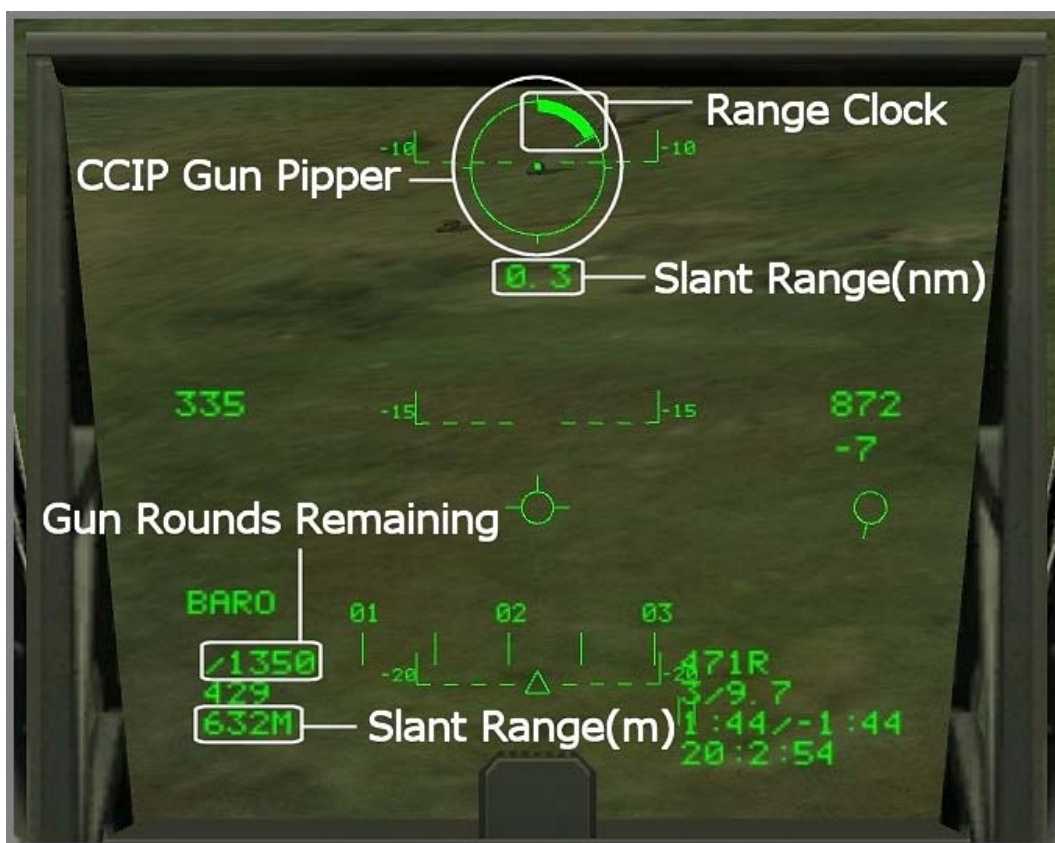 Range Clock
-10 -10
CCIP Gun Pipper
0.3
Slant Range(nm)
335 -15 -15 872
-7
Gun Rounds Remaining
BARO 01 02 03
/1350 -20 -20 471R
429 3/9.7
632M Slant Range(m) 1:44/-1:44
20:2:54